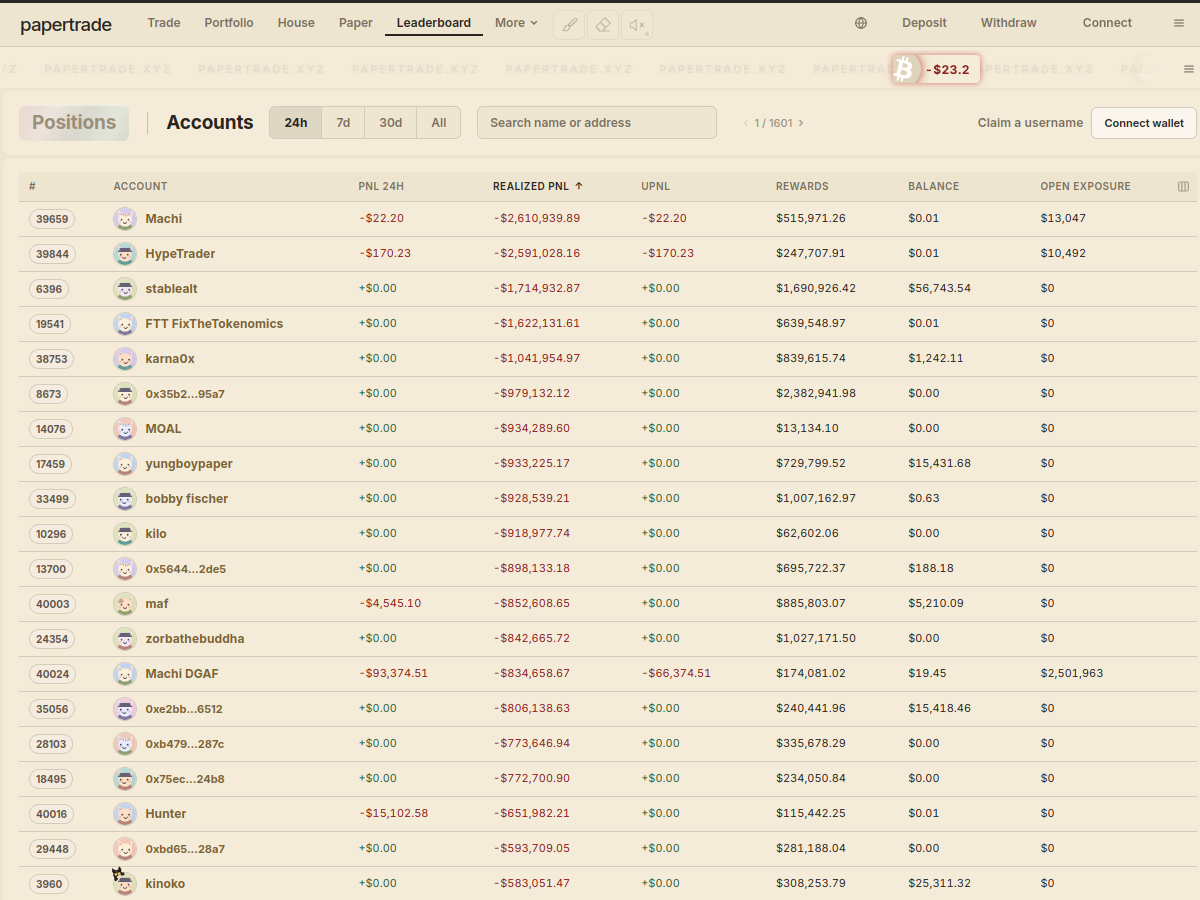 papertrade Trade Portfolio House Paper Leaderboard More Deposit Withdraw Connect
PAPERTRADE.XYZ PAPERTRADE.XYZ PAPERTRADE.XYZ PAPERTRADE.XYZ PAPERTRADE.XYZ -$23.2
Positions Accounts 24h 7d 30d All Search name or address ‹ 1 / 1601 › Claim a username Connect wallet
# ACCOUNT PNL 24H REALIZED PNL ↑ UPNL REWARDS BALANCE OPEN EXPOSURE
39659 Machi -$22.20 -$2,610,939.89 -$22.20 $515,971.26 $0.01 $13,047
39844 HypeTrader -$170.23 -$2,591,028.16 -$170.23 $247,707.91 $0.01 $10,492
6396 stablealt +$0.00 -$1,714,932.87 +$0.00 $1,690,926.42 $56,743.54 $0
19541 FTT FixTheTokenomics +$0.00 -$1,622,131.61 +$0.00 $639,548.97 $0.01 $0
38753 karna0x +$0.00 -$1,041,954.97 +$0.00 $839,615.74 $1,242.11 $0
8673 0x35b2...95a7 +$0.00 -$979,132.12 +$0.00 $2,382,941.98 $0.00 $0
14076 MOAL +$0.00 -$934,289.60 +$0.00 $13,134.10 $0.00 $0
17459 yungboypaper +$0.00 -$933,225.17 +$0.00 $729,799.52 $15,431.68 $0
33499 bobby fischer +$0.00 -$928,539.21 +$0.00 $1,007,162.97 $0.63 $0
10296 kilo +$0.00 -$918,977.74 +$0.00 $62,602.06 $0.00 $0
13700 0x5644...2de5 +$0.00 -$898,133.18 +$0.00 $695,722.37 $188.18 $0
40003 maf -$4,545.10 -$852,608.65 +$0.00 $885,803.07 $5,210.09 $0
24354 zorbathebuddha +$0.00 -$842,665.72 +$0.00 $1,027,171.50 $0.00 $0
40024 Machi DGAF -$93,374.51 -$834,658.67 -$66,374.51 $174,081.02 $19.45 $2,501,963
35056 0xe2bb...6512 +$0.00 -$806,138.63 +$0.00 $240,441.96 $15,418.46 $0
28103 0xb479...287c +$0.00 -$773,646.94 +$0.00 $335,678.29 $0.00 $0
18495 0x75ec...24b8 +$0.00 -$772,700.90 +$0.00 $234,050.84 $0.00 $0
40016 Hunter -$15,102.58 -$651,982.21 +$0.00 $115,442.25 $0.01 $0
29448 0xbd65...28a7 +$0.00 -$593,709.05 +$0.00 $281,188.04 $0.00 $0
3960 kinoko +$0.00 -$583,051.47 +$0.00 $308,253.79 $25,311.32 $0